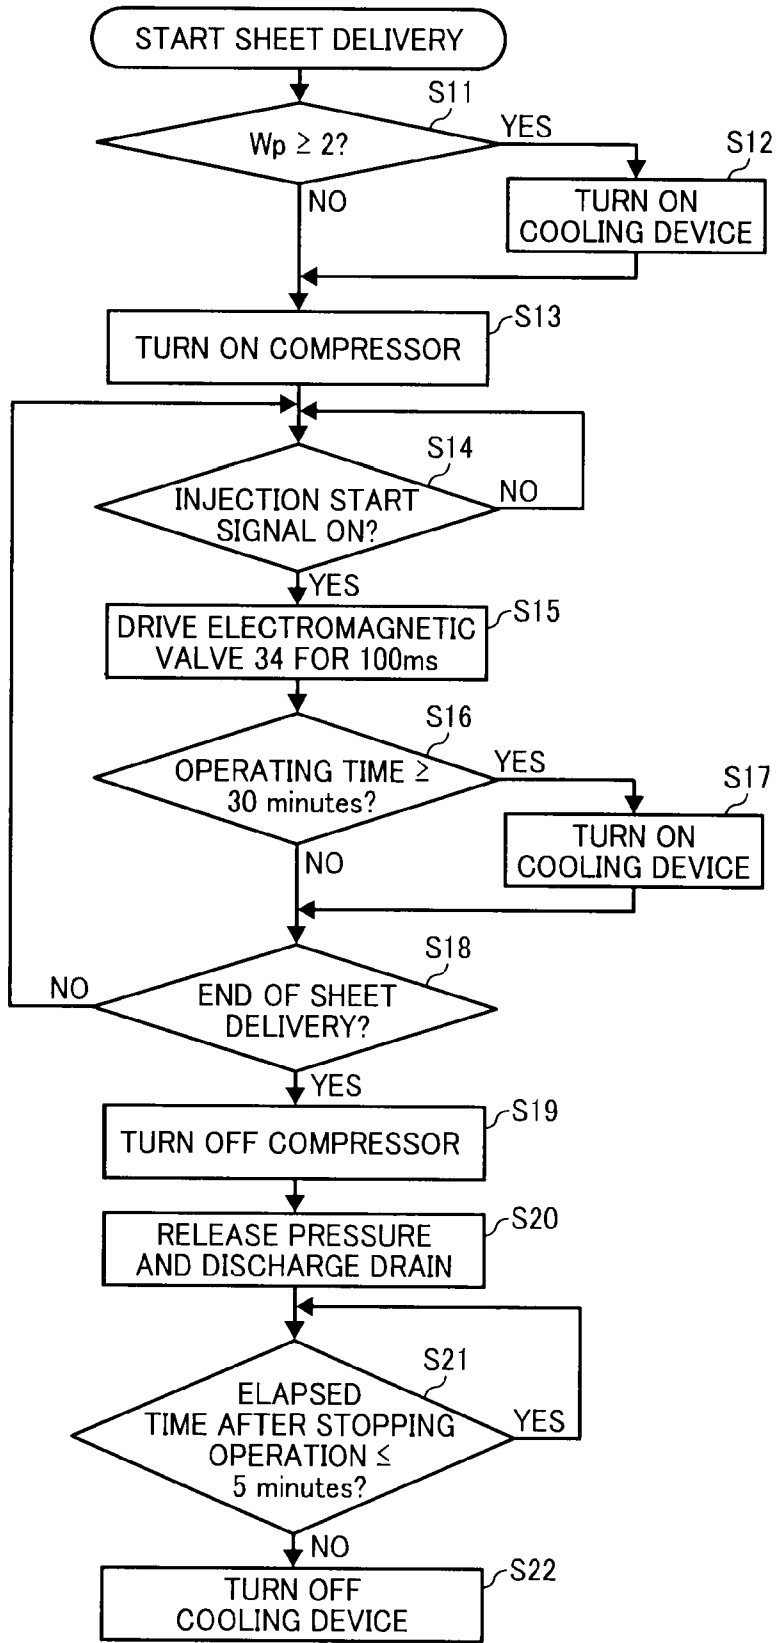 START SHEET DELIVERY
S11
Wp ≥ 2?
YES
NO
S12
TURN ON
COOLING DEVICE
S13
TURN ON COMPRESSOR
S14
INJECTION START
SIGNAL ON?
NO
YES
S15
DRIVE ELECTROMAGNETIC
VALVE 34 FOR 100ms
S16
OPERATING TIME ≥
30 minutes?
YES
NO
S17
TURN ON
COOLING DEVICE
S18
END OF SHEET
DELIVERY?
NO
YES
S19
TURN OFF COMPRESSOR
S20
RELEASE PRESSURE
AND DISCHARGE DRAIN
S21
ELAPSED
TIME AFTER STOPPING
OPERATION ≤
5 minutes?
YES
NO
S22
TURN OFF
COOLING DEVICE